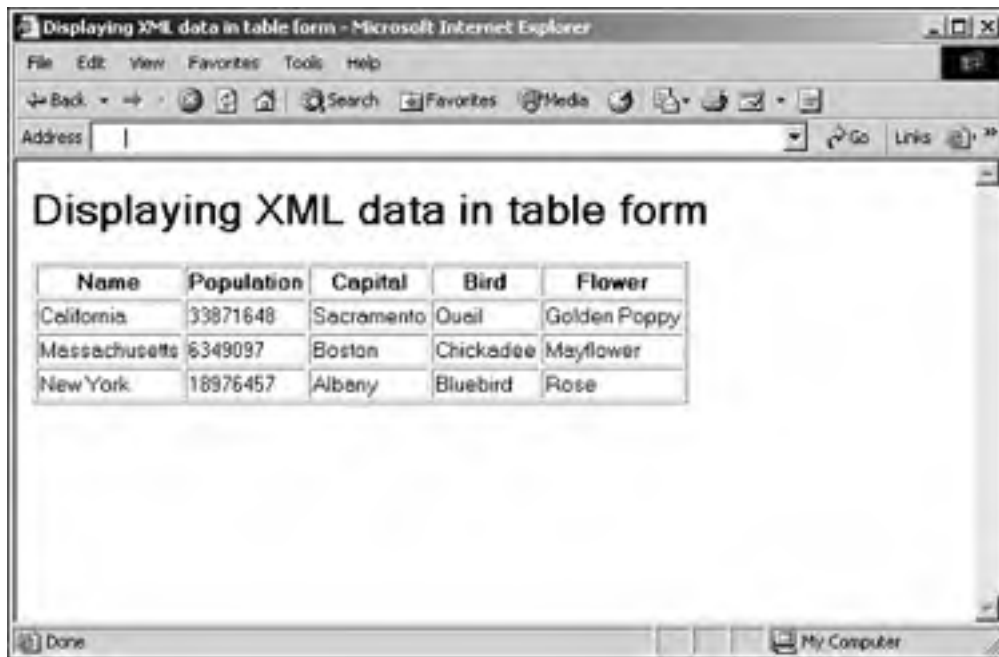 Displaying XML data in table form - Microsoft Internet Explorer
File Edit View Favorites Tools Help
Back Search Favorites Media
Address Go Links »
Displaying XML data in table form
Name Population Capital Bird Flower
California 33871648 Sacramento Quail Golden Poppy
Massachusetts 6349097 Boston Chickadee Mayflower
New York 18976457 Albany Bluebird Rose
Done My Computer